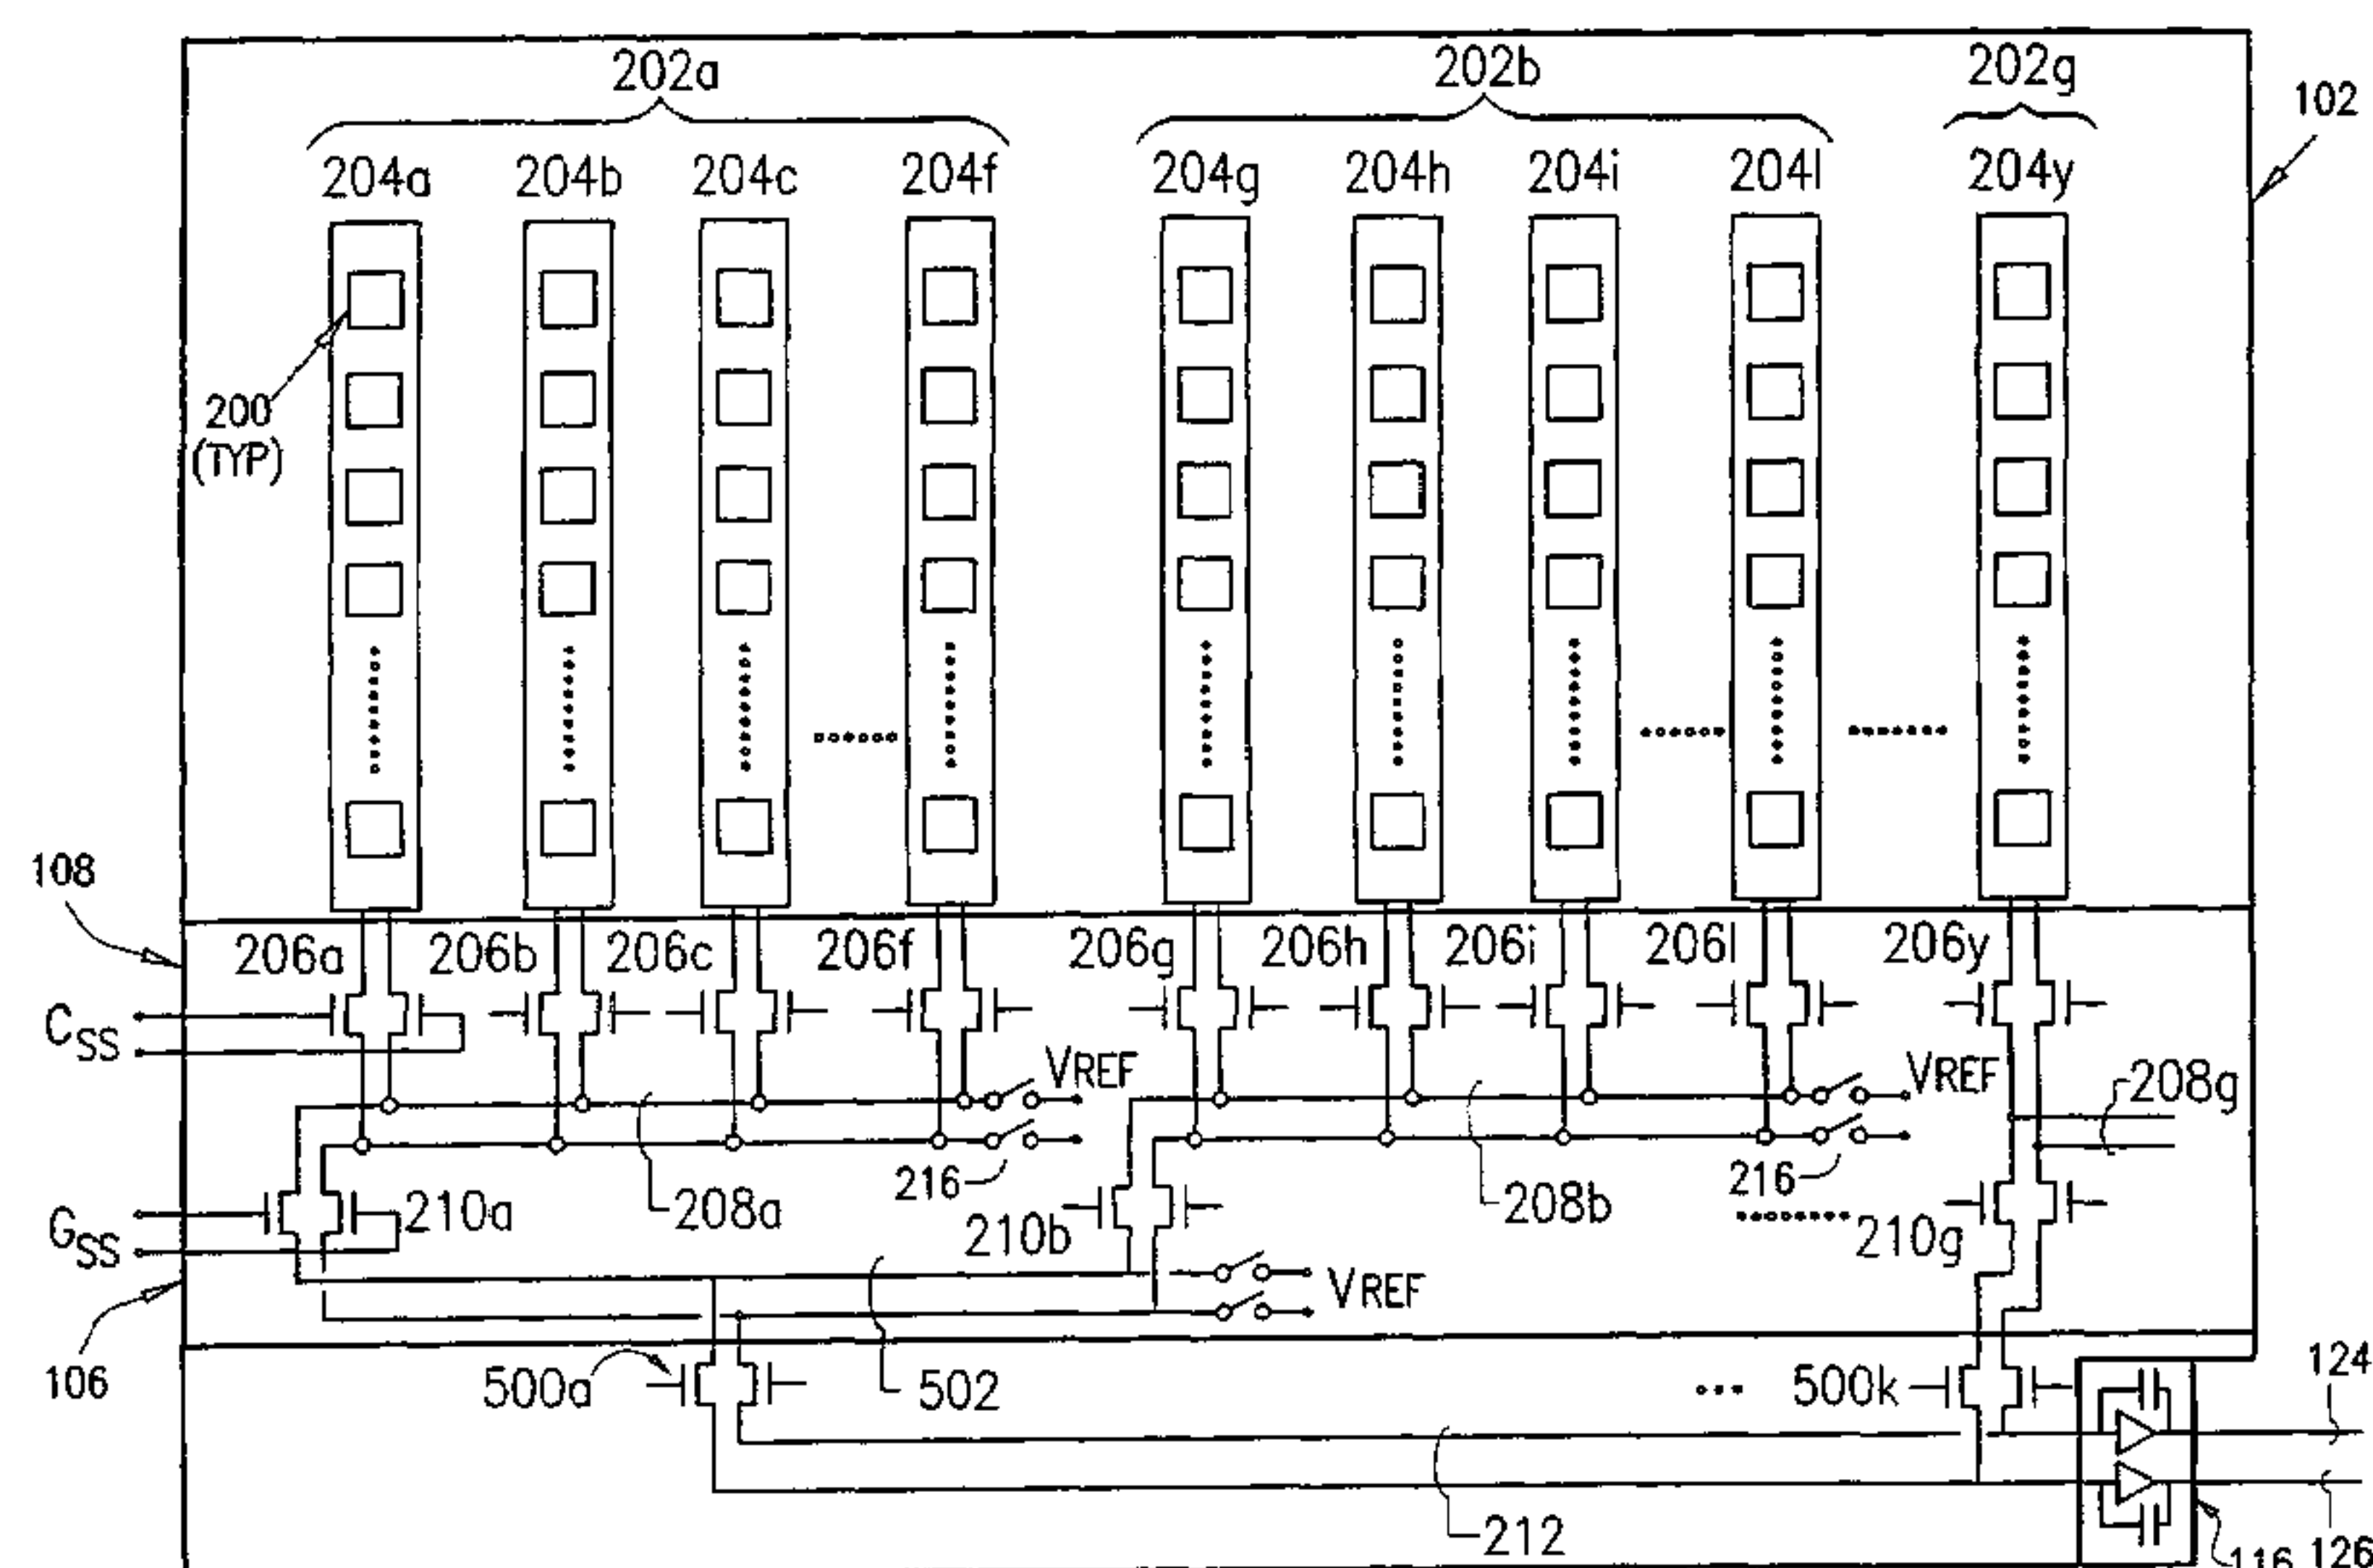 202a 202b 202g
102
204a 204b 204c 204f 204g 204h 204i 204l 204y
200
(TYP)
108
206a 206b 206c 206f 206g 206h 206i 206l 206y
CSS
VREF VREF
208g
216 216
GSS
210a 208a 210b 208b 210g
VREF
106
500a 502 500k 124
212
116 126